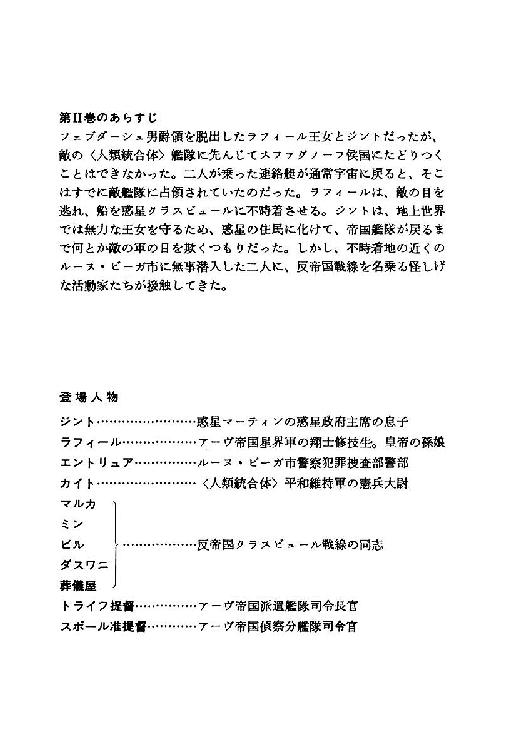 第Ⅱ巻のあらすじ
フェブダーシュ男爵領を脱出したラフィール王女とジントだったが、
敵の〈人類統合体〉艦隊に先んじてスファグノーフ侯国にたどりつく
ことはできなかった。二人が乗った連絡艇が通常宇宙に戻ると、そこ
はすでに敵艦隊に占領されていたのだった。ラフィールは、敵の目を
逃れ、船を惑星クラスビュールに不時着させる。ジントは、地上世界
では無力な王女を守るため、惑星の住民に化けて、帝国艦隊が戻るま
で何とか敵の軍の目を欺くつもりだった。しかし、不時着地の近くの
ルーヌ・ビーガ市に無事潜入した二人に、反帝国戦線を名乗る怪しげ
な活動家たちが接触してきた。
登場人物
ジント……………………惑星マーティンの惑星政府主席の息子
ラフィール………………アーヴ帝国星界軍の翔士修技生。皇帝の孫娘
エントリュア……………ルーヌ・ビーガ市警察犯罪捜査部警部
カイト……………………〈人類統合体〉平和維持軍の憲兵大尉
マルカ
ミン
ビル………………反帝国クラスビュール戦線の同志
ダスワニ
葬儀屋
トライフ提督……………アーヴ帝国派遣艦隊司令長官
スポール准提督…………アーヴ帝国偵察分艦隊司令官